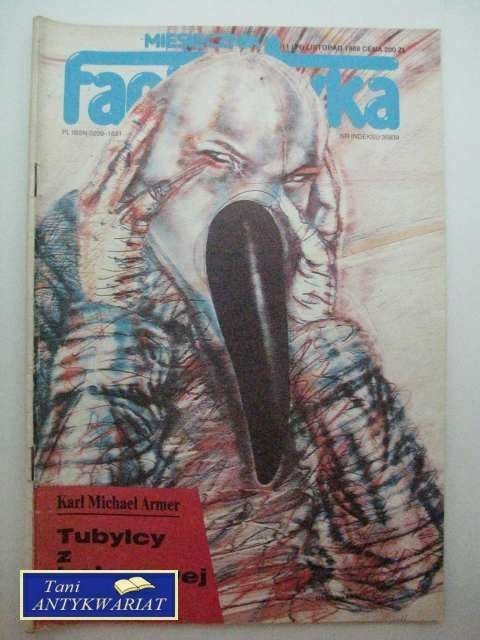 MIESIĘCZNIK
11 (74) LISTOPAD 1988 CENA 200 ZŁ
Fantastyka
PL ISSN 0209-1631
NR INDEKSU 35839
Karl Michael Armer
Tubylcy
z
Tani
ANTYKWARIAT